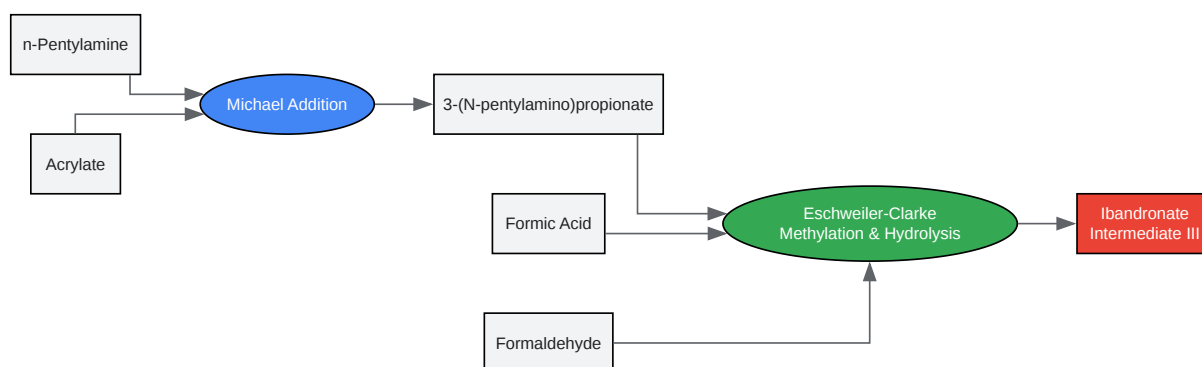 n-Pentylamine
Acrylate
Michael Addition
3-(N-pentylamino)propionate
Formic Acid
Formaldehyde
Eschweiler-Clarke
Methylation & Hydrolysis
Ibandronate
Intermediate III